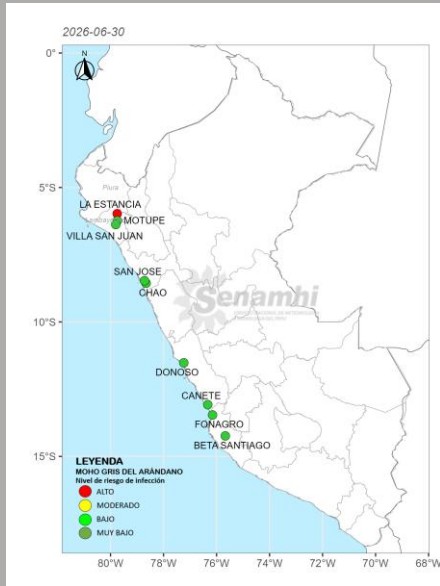 2026-06-30
N
0°
5°S
10°S
15°S
Piura
LA ESTANCIA
MOTUPE
VILLA SAN JUAN
SAN JOSE
CHAO
Senamhi
DONOSO
CANETE
FONAGRO
BETA SANTIAGO
LEYENDA
MOHO GRIS DEL ARÁNDANO
Nivel de riesgo de infección
ALTO
MODERADO
BAJO
MUY BAJO
80°W 78°W 76°W 74°W 72°W 70°W 68°W